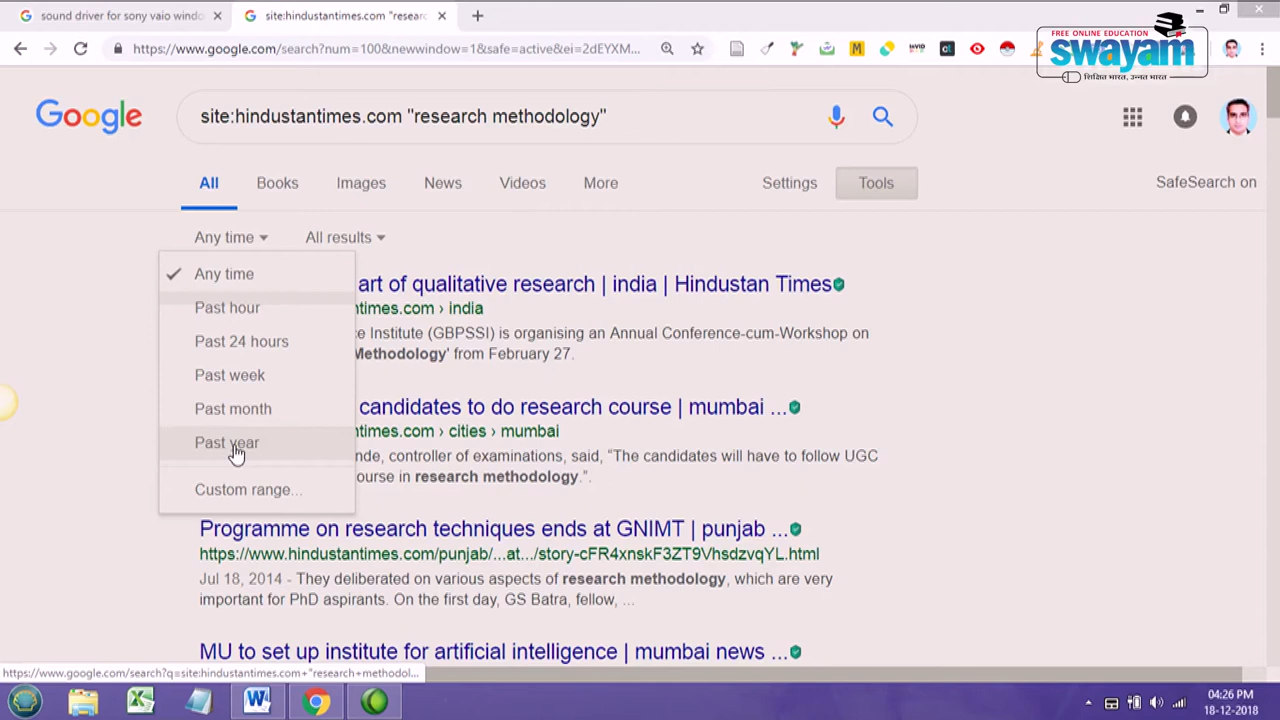 sound driver for sony vaio windo
site:hindustantimes.com "resear
https://www.google.com/search?num=100&newwindow=1&safe=active&ei=2dEYXM...
FREE ONLINE EDUCATION
swayam
शिक्षित भारत, उन्नत भारत
Google
site:hindustantimes.com "research methodology"
All
Books
Images
News
Videos
More
Settings
Tools
SafeSearch on
Any time
All results
Any time
Past hour
Past 24 hours
Past week
Past month
Past year
Custom range...
art of qualitative research | india | Hindustan Times
ntimes.com › india
e Institute (GBPSSI) is organising an Annual Conference-cum-Workshop on
Methodology' from February 27.
candidates to do research course | mumbai ...
ntimes.com › cities › mumbai
nde, controller of examinations, said, “The candidates will have to follow UGC
ourse in research methodology.”.
Programme on research techniques ends at GNIMT | punjab ...
https://www.hindustantimes.com/punjab/...at.../story-cFR4xnskF3ZT9VhsdzvqYL.html
Jul 18, 2014 - They deliberated on various aspects of research methodology, which are very
important for PhD aspirants. On the first day, GS Batra, fellow, ...
MU to set up institute for artificial intelligence | mumbai news ...
https://www.google.com/search?q=site:hindustantimes.com+"research+methodol...
04:26 PM
18-12-2018